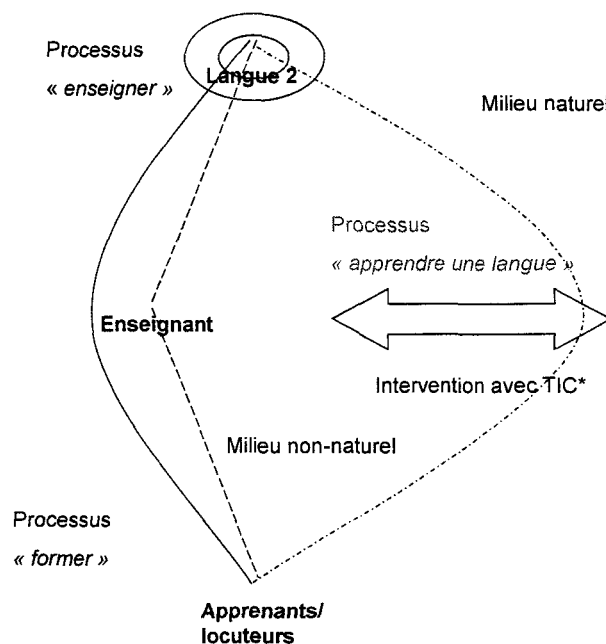 Processus
« enseigner »
Langue 2
Milieu nature
Processus
« apprendre une langue »
Enseignant
Intervention avec TIC*
Milieu non-naturel
Processus
« former »
Apprenants/
locuteurs